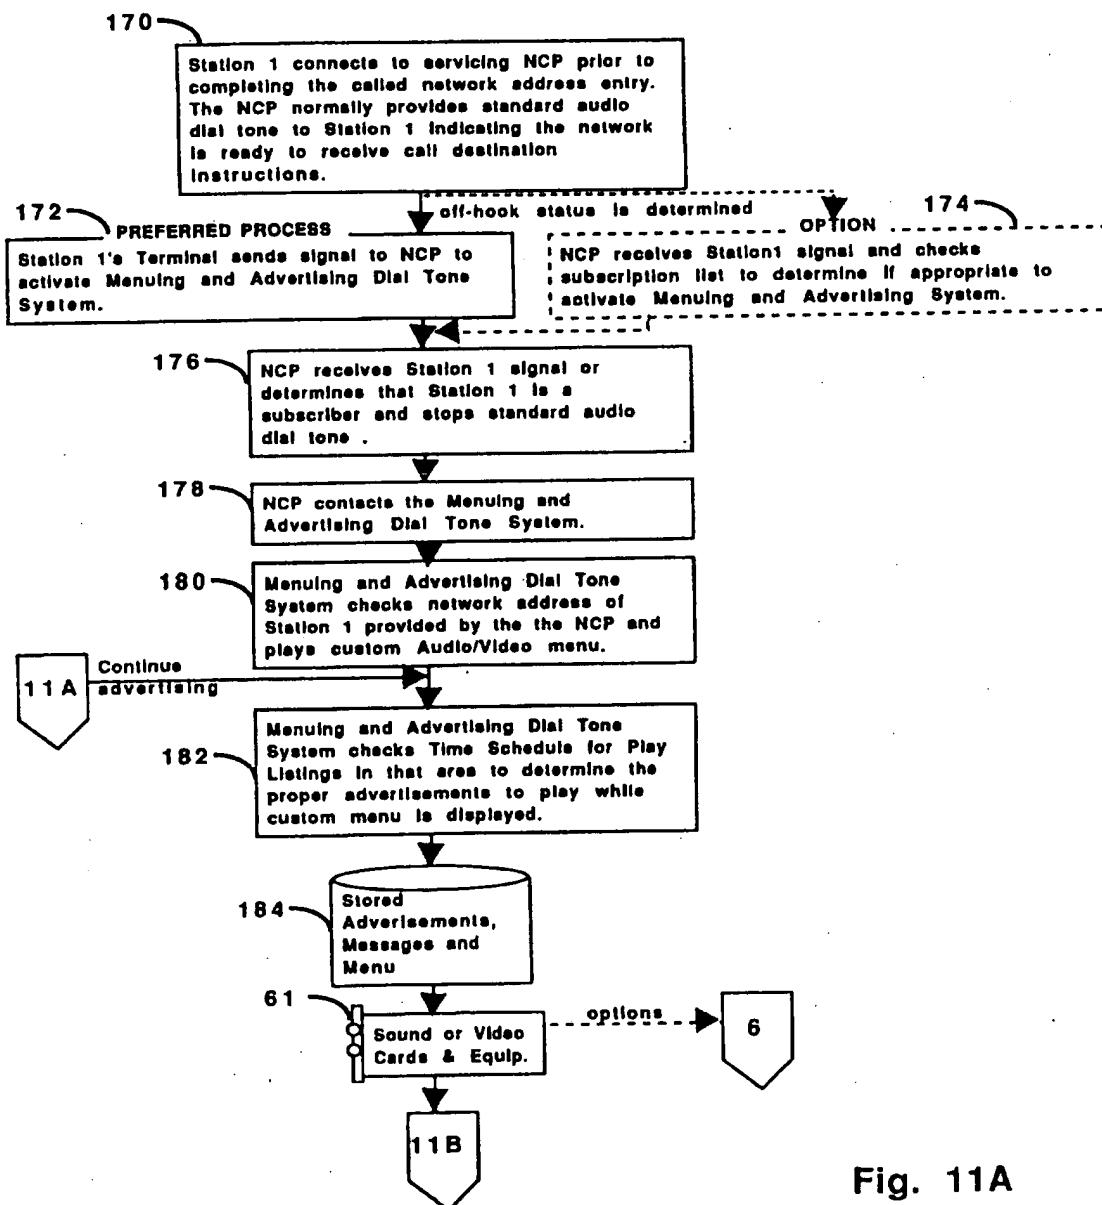 170
Station 1 connects to servicing NCP prior to
completing the called network address entry.
The NCP normally provides standard audio
dial tone to Station 1 indicating the network
is ready to receive call destination
instructions.
off-hook status is determined
172
PREFERRED PROCESS
Station 1's Terminal sends signal to NCP to
activate Menuing and Advertising Dial Tone
System.
174
OPTION
NCP receives Station1 signal and checks
subscription list to determine if appropriate to
activate Menuing and Advertising System.
176
NCP receives Station 1 signal or
determines that Station 1 is a
subscriber and stops standard audio
dial tone .
178
NCP contacts the Menuing and
Advertising Dial Tone System.
180
Menuing and Advertising Dial Tone
System checks network address of
Station 1 provided by the the NCP and
plays custom Audio/Video menu.
11A
Continue
advertising
182
Menuing and Advertising Dial Tone
System checks Time Schedule for Play
Listings in that area to determine the
proper advertisements to play while
custom menu is displayed.
184
Stored
Adverisements,
Messages and
Menu
61
Sound or Video
Cards & Equip.
options
6
11B
Fig. 11A